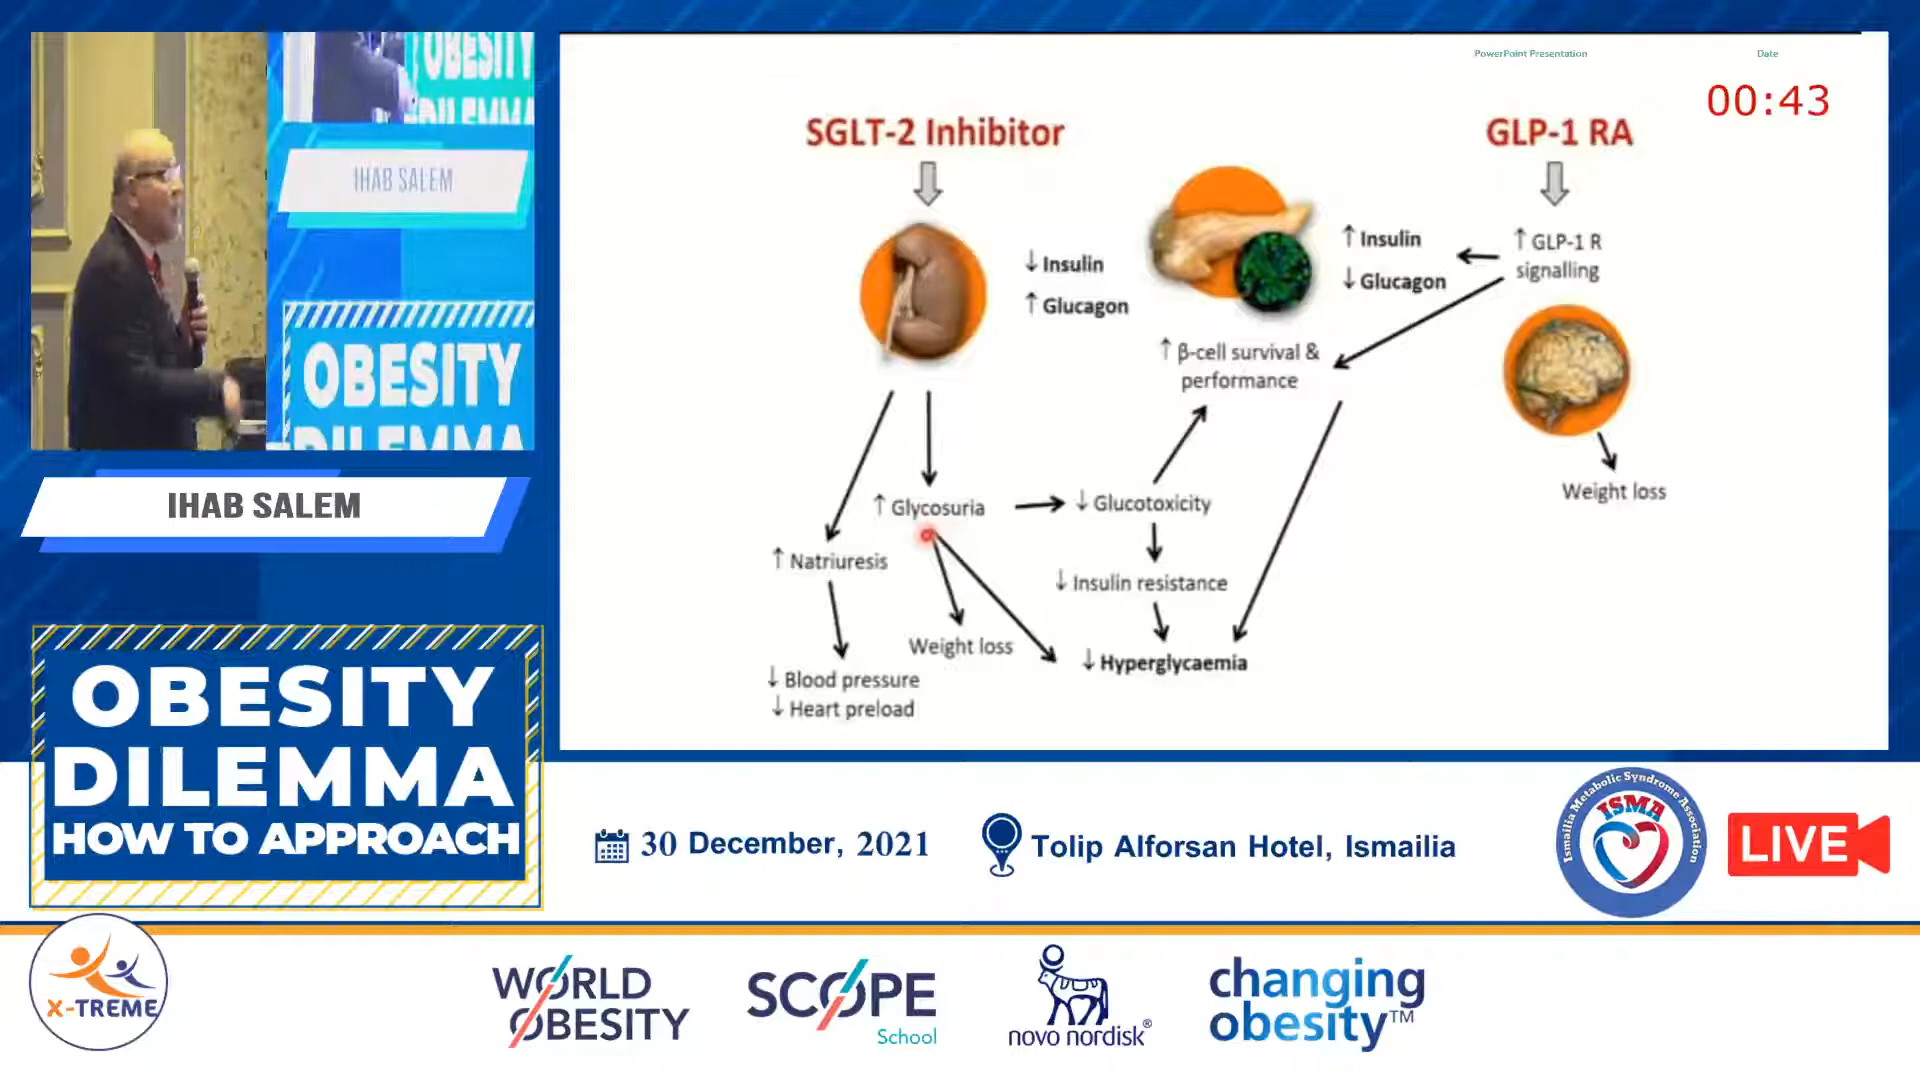 OBESITY
DILEMMA
IHAB SALEM
OBESITY
DILEMMA
IHAB SALEM
OBESITY
DILEMMA
HOW TO APPROACH
PowerPoint Presentation
Date
00:43
SGLT-2 Inhibitor
GLP-1 RA
↓ Insulin
↑ Glucagon
↑ Insulin
↓ Glucagon
↑ GLP-1 R
signalling
↑ β-cell survival &
performance
Weight loss
↑ Glycosuria
↓ Glucotoxicity
↑ Natriuresis
↓ Insulin resistance
Weight loss
↓ Hyperglycaemia
↓ Blood pressure
↓ Heart preload
30 December, 2021
Tolip Alforsan Hotel, Ismailia
Ismailia Metabolic Syndrome Association
ISMA
LIVE
X-TREME
WORLD
OBESITY
SCOPE
School
novo nordisk®
changing
obesity™